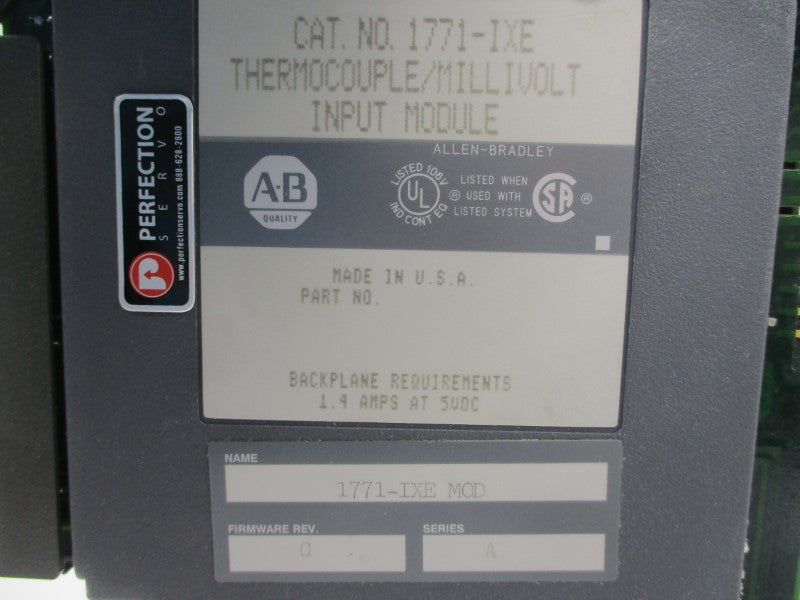 CAT. NO. 1771-IXE
THERMOCOUPLE/MILLIVOLT
INPUT MODULE
ALLEN-BRADLEY
A·B
QUALITY
LISTED 106V
UL
IND CONT EQ
®
LISTED WHEN
USED WITH
LISTED SYSTEM
SA
®
MADE IN U.S.A.
PART NO.
BACKPLANE REQUIREMENTS
1.4 AMPS AT 5VDC
PERFECTION
SERVO
www.perfectionservo.com 888-628-2800
NAME
1771-IXE MOD
FIRMWARE REV.
SERIES
A